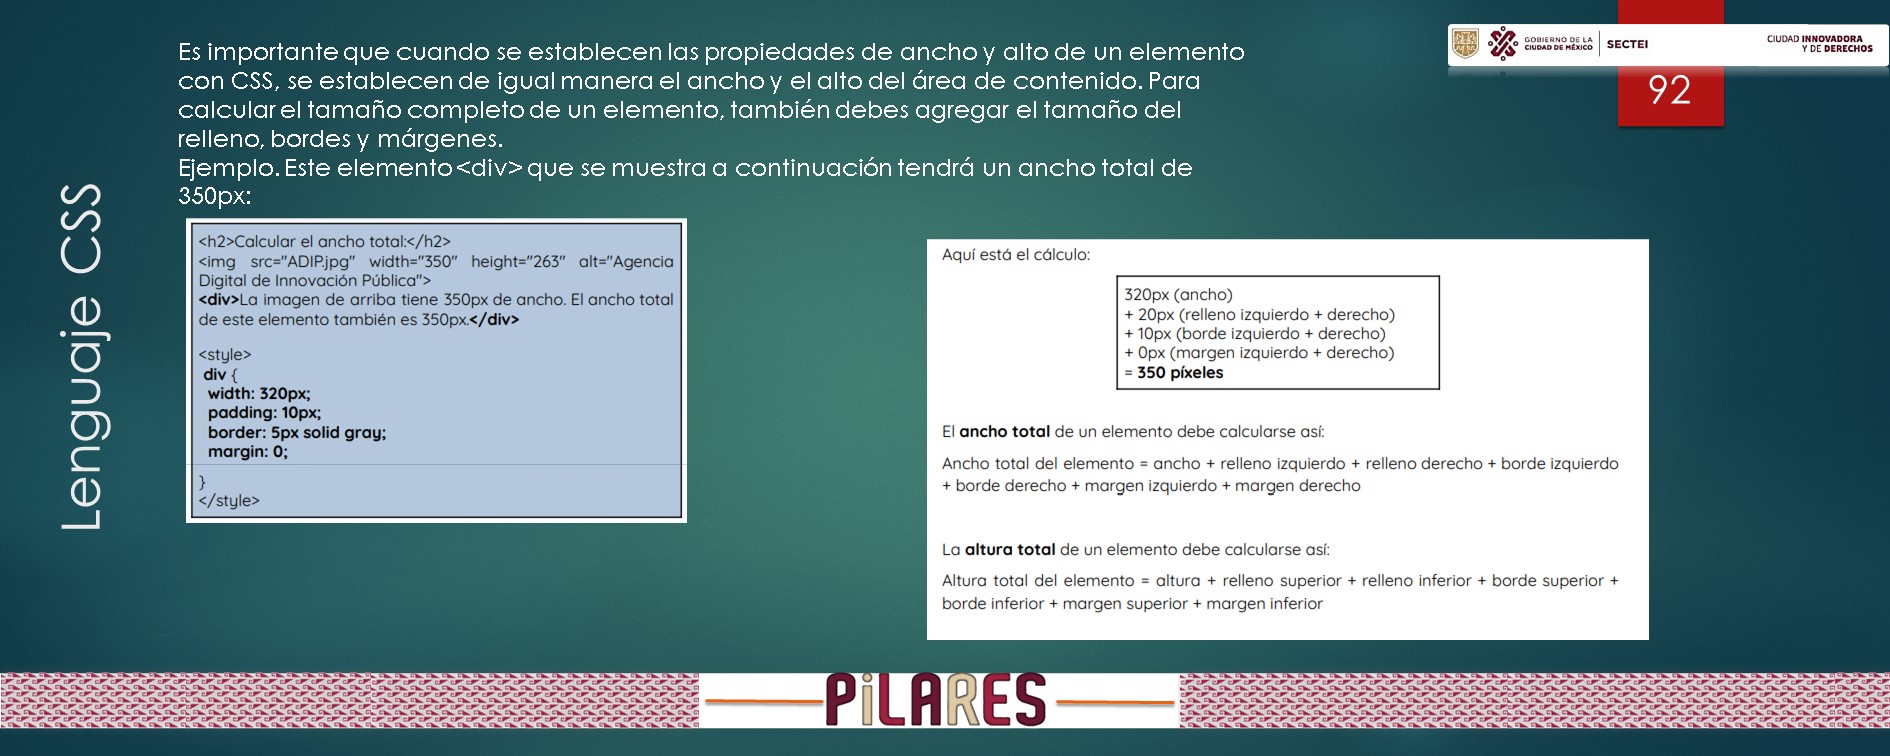 Es importante que cuando se establecen las propiedades de ancho y alto de un elemento
con CSS, se establecen de igual manera el ancho y el alto del área de contenido. Para
calcular el tamaño completo de un elemento, también debes agregar el tamaño del
relleno, bordes y márgenes.
Ejemplo. Este elemento <div> que se muestra a continuación tendrá un ancho total de
350px:
GOBIERNO DE LA
CIUDAD DE MÉXICO
SECTEI
CIUDAD INNOVADORA
Y DE DERECHOS
92
Lenguaje CSS
<h2>Calcular el ancho total:</h2>
<img src="ADIP.jpg" width="350" height="263" alt="Agencia
Digital de Innovación Pública">
<div>La imagen de arriba tiene 350px de ancho. El ancho total
de este elemento también es 350px.</div>
<style>
div {
width: 320px;
padding: 10px;
border: 5px solid gray;
margin: 0;
}
</style>
Aquí está el cálculo:
320px (ancho)
+ 20px (relleno izquierdo + derecho)
+ 10px (borde izquierdo + derecho)
+ 0px (margen izquierdo + derecho)
= 350 píxeles
El ancho total de un elemento debe calcularse así:
Ancho total del elemento = ancho + relleno izquierdo + relleno derecho + borde izquierdo
+ borde derecho + margen izquierdo + margen derecho
La altura total de un elemento debe calcularse así:
Altura total del elemento = altura + relleno superior + relleno inferior + borde superior +
borde inferior + margen superior + margen inferior
PiLARES